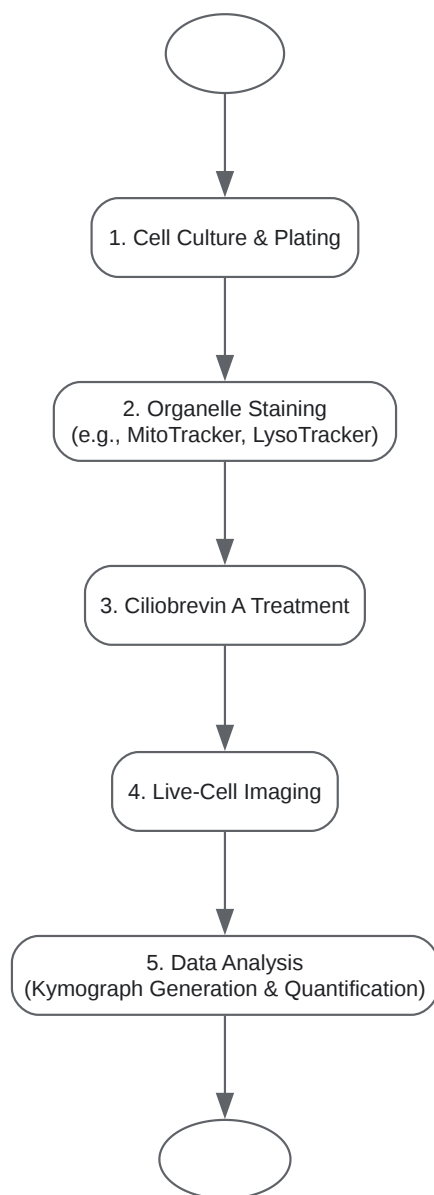 1. Cell Culture & Plating
2. Organelle Staining
(e.g., MitoTracker, LysoTracker)
3. Ciliobrevin A Treatment
4. Live-Cell Imaging
5. Data Analysis
(Kymograph Generation & Quantification)